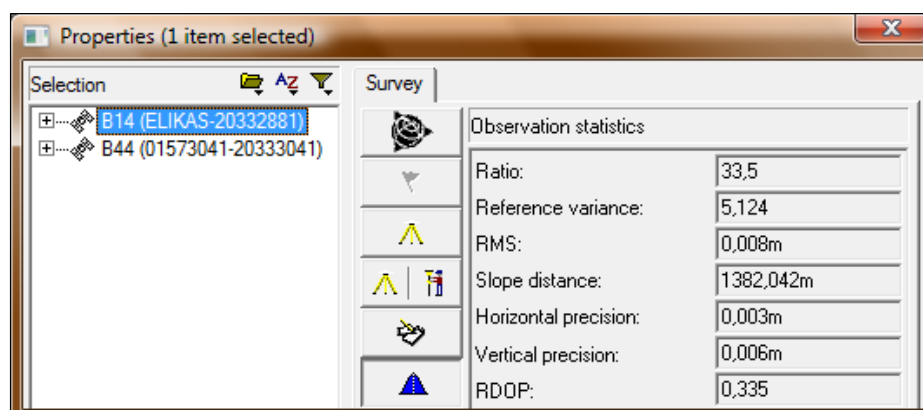 Properties (1 item selected)
Selection
Survey
B14 (ELIKAS-20332881)
B44 (01573041-20333041)
Observation statistics
Ratio: 33,5
Reference variance: 5,124
RMS: 0,008m
Slope distance: 1382,042m
Horizontal precision: 0,003m
Vertical precision: 0,006m
RDOP: 0,335